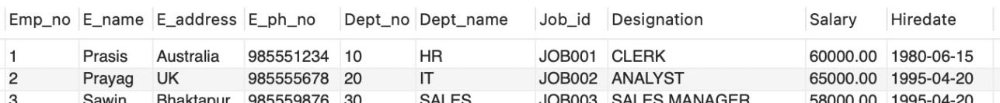 Emp_no E_name E_address E_ph_no Dept_no Dept_name Job_id Designation Salary Hiredate
1 Prasis Australia 985551234 10 HR JOB001 CLERK 60000.00 1980-06-15
2 Prayag UK 985555678 20 IT JOB002 ANALYST 65000.00 1995-04-20
3 Sawin Bhaktapur 985559876 30 SALES JOB003 SALES MANAGER 58000.00 1995-04-20